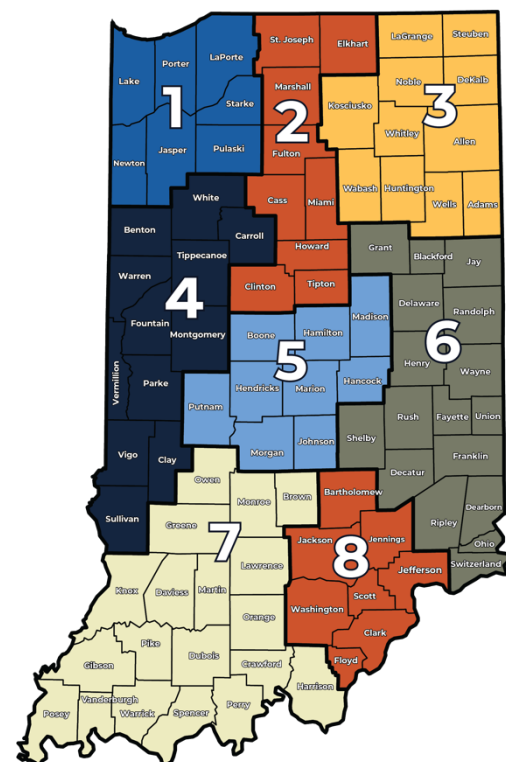 St. Joseph
Elkhart
LaGrange
Steuben
Lake
Porter
LaPorte
Marshall
Noble
DeKalb
Starke
Kosciusko
1
2
3
Whitley
Allen
Newton
Jasper
Pulaski
Fulton
Wabash
Huntington
Wells
Adams
White
Cass
Miami
Benton
Carroll
Howard
Grant
Blackford
Jay
Tippecanoe
Warren
Clinton
Tipton
Delaware
Randolph
4
Fountain
Montgomery
Boone
Hamilton
Madison
5
6
Henry
Wayne
Vermillion
Parke
Putnam
Hendricks
Marion
Hancock
Rush
Fayette
Union
Vigo
Clay
Morgan
Johnson
Shelby
Franklin
Decatur
Owen
Monroe
Brown
Bartholomew
Sullivan
Greene
7
Jackson
Jennings
8
Ripley
Dearborn
Ohio
Switzerland
Lawrence
Jefferson
Knox
Daviess
Martin
Scott
Washington
Orange
Clark
Pike
Dubois
Gibson
Crawford
Floyd
Harrison
Posey
Vanderburgh
Warrick
Spencer
Perry